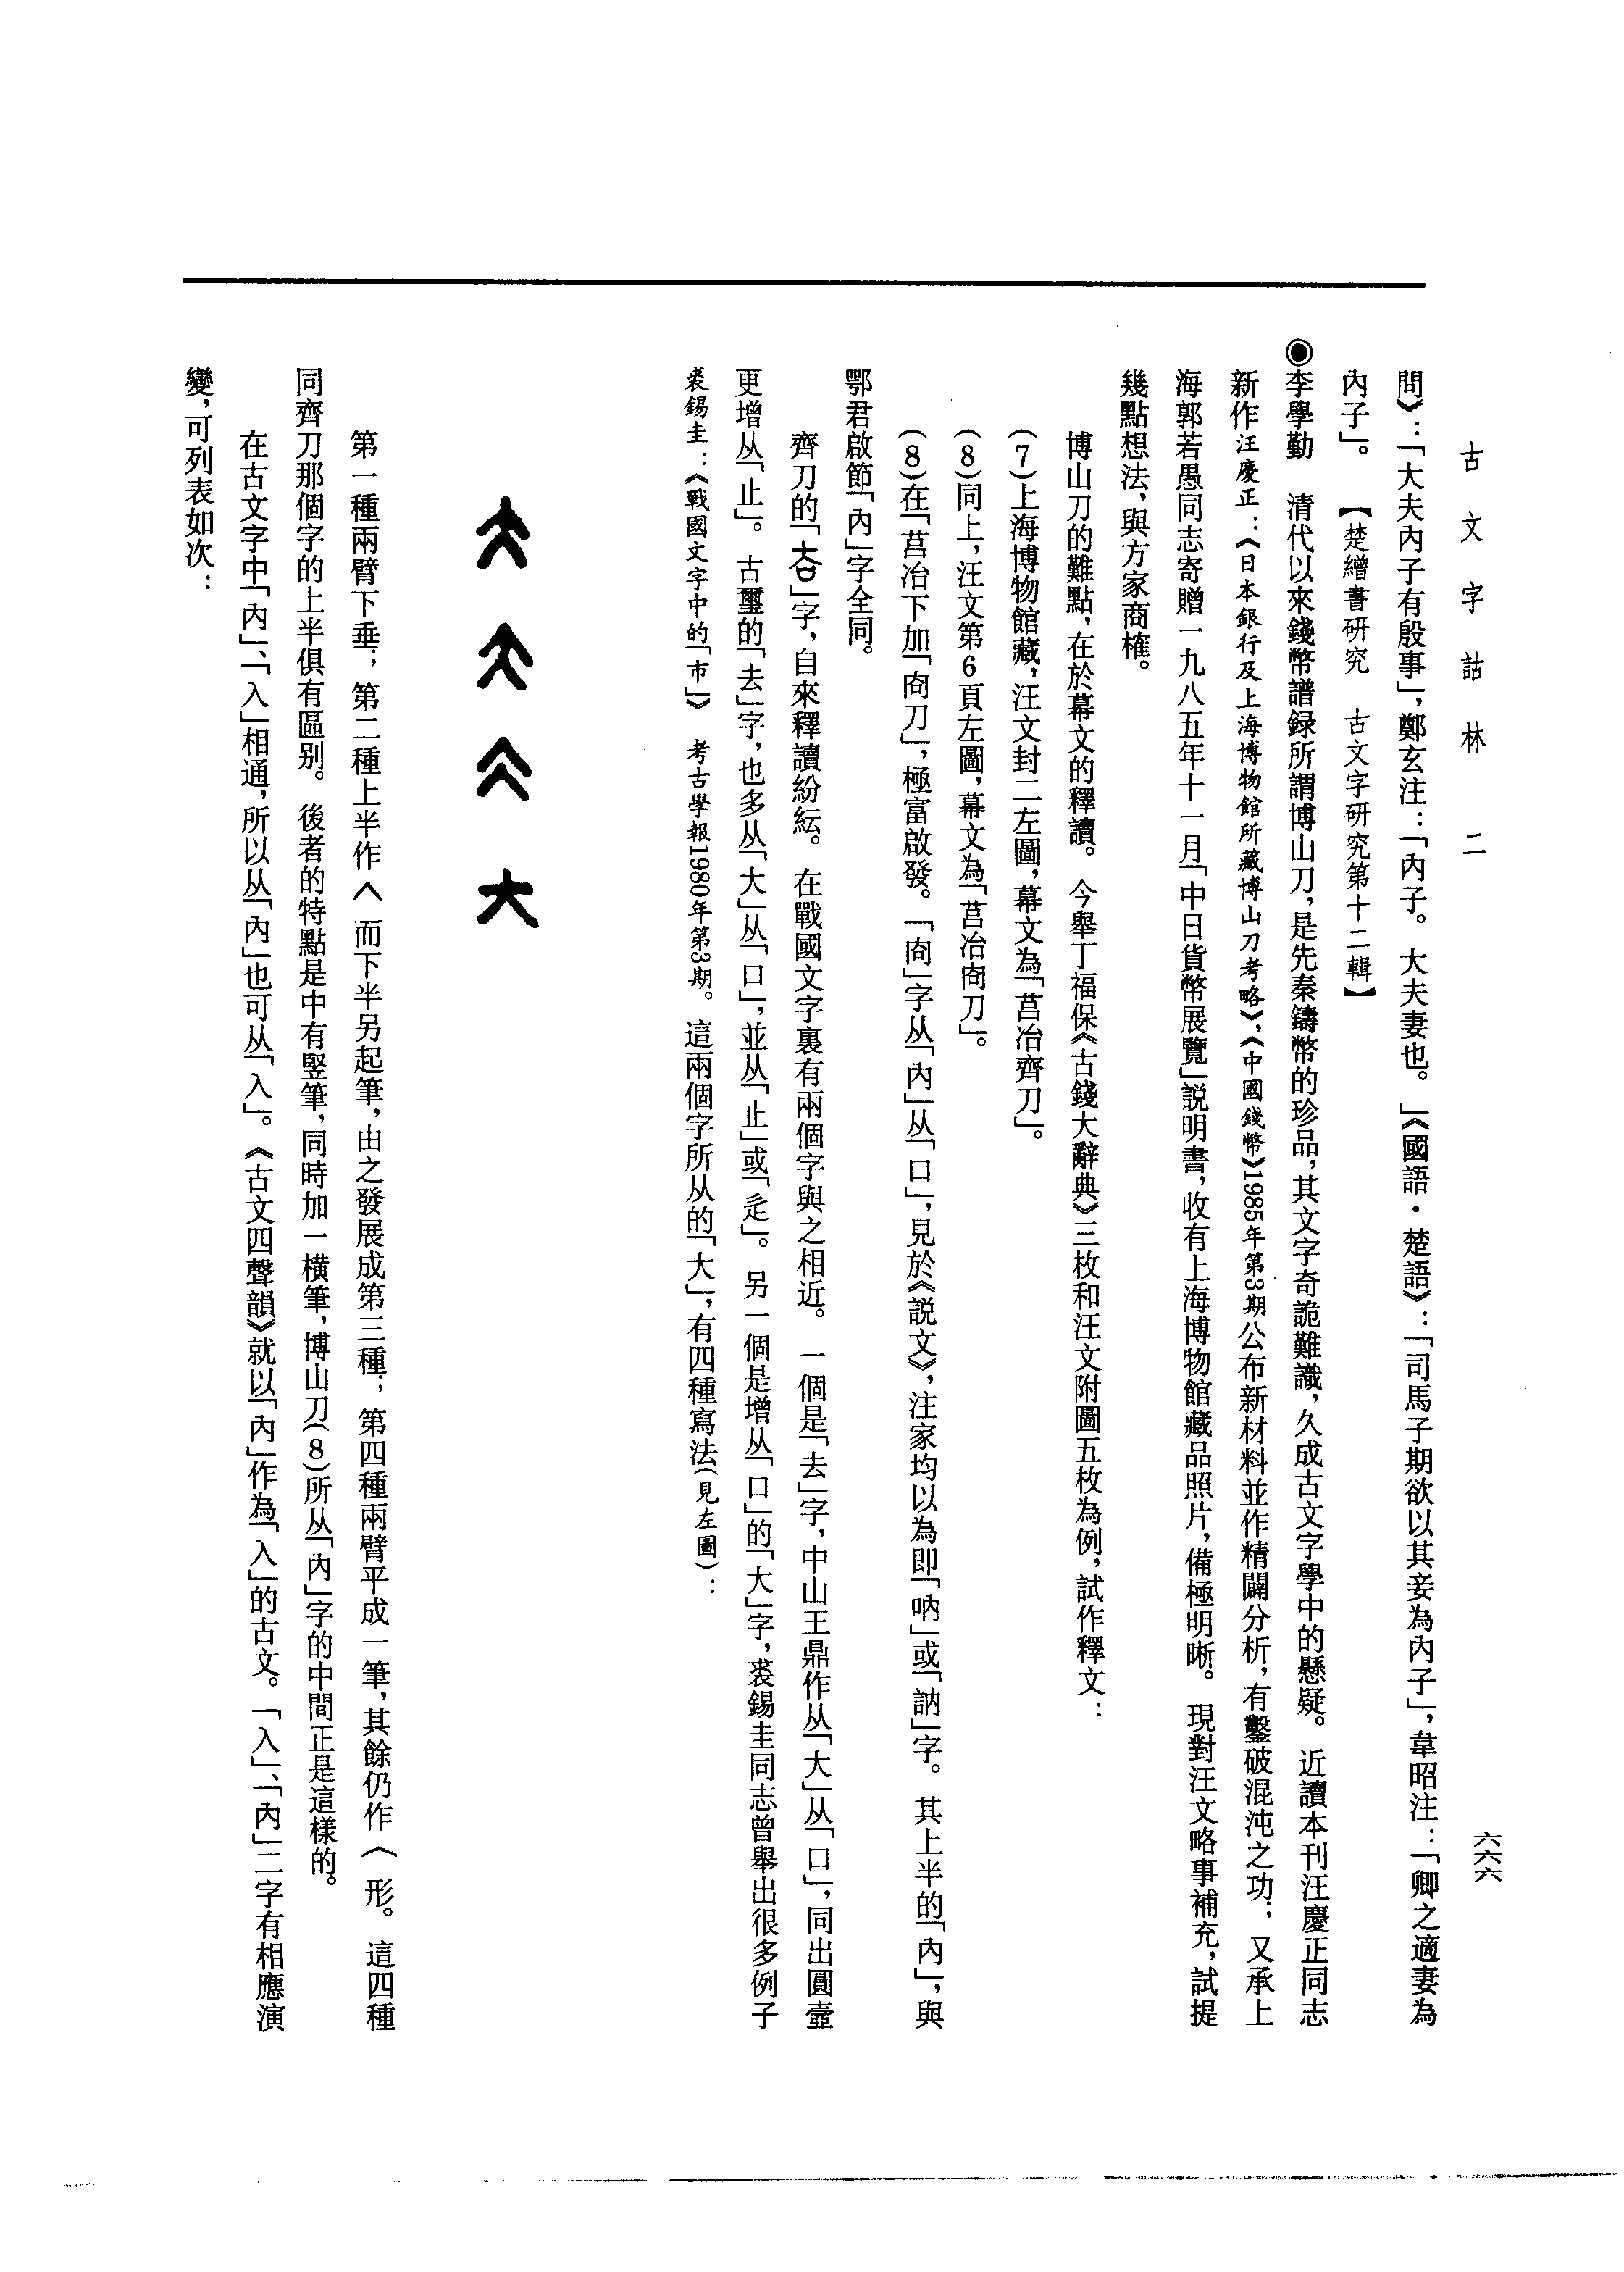 古文字詁林 二
六六六
問》：「大夫內子有殷事」，鄭玄注：「內子。大夫妻也。」《國語・楚語》：「司馬子期欲以其妾為內子」，韋昭注：「卿之適妻為
內子」。【楚繒書研究 古文字研究第十二輯】
◉李學勤 清代以來錢幣譜録所謂博山刀，是先秦鑄幣的珍品，其文字奇詭難識，久成古文字學中的懸疑。近讀本刊汪慶正同志
新作汪慶正：《日本銀行及上海博物館所藏博山刀考略》，《中國錢幣》1985年第3期公布新材料並作精闢分析，有鑿破混沌之功；又承上
海郭若愚同志寄贈一九八五年十一月「中日貨幣展覽」説明書，收有上海博物館藏品照片，備極明晰。現對汪文略事補充，試提
幾點想法，與方家商榷。
博山刀的難點，在於幕文的釋讀。今舉丁福保《古錢大辭典》三枚和汪文附圖五枚為例，試作釋文：
(7)上海博物館藏，汪文封二左圖，幕文為「莒冶齊刀」。
(8)同上，汪文第6頁左圖，幕文為「莒冶㕯刀」。
(8)在「莒冶下加「㕯刀」，極富啟發。「㕯」字从「內」从「口」，見於《説文》，注家均以為即「吶」或「訥」字。其上半的「內」，與
鄂君啟節「內」字全同。
齊刀的「」字，自來釋讀紛紜。在戰國文字裏有兩個字與之相近。一個是「去」字，中山王鼎作从「大」从「口」，同出圓壺
更增从「止」。古璽的「去」字，也多从「大」从「口」，並从「止」或「辵」。另一個是增从「口」的「大」字，裘錫圭同志曾舉出很多例子
裘錫圭：《戰國文字中的「市」》 考古學報1980年第3期。這兩個字所从的「大」，有四種寫法(見左圖)：
第一種兩臂下垂；第二種上半作へ而下半另起筆，由之發展成第三種；第四種兩臂平成一筆，其餘仍作︿形。這四種
同齊刀那個字的上半俱有區别。後者的特點是中有竪筆，同時加一橫筆，博山刀(8)所从「內」字的中間正是這樣的。
在古文字中「內」、「入」相通，所以从「內」也可从「入」。《古文四聲韻》就以「內」作為「入」的古文。「入」、「內」二字有相應演
變，可列表如次：